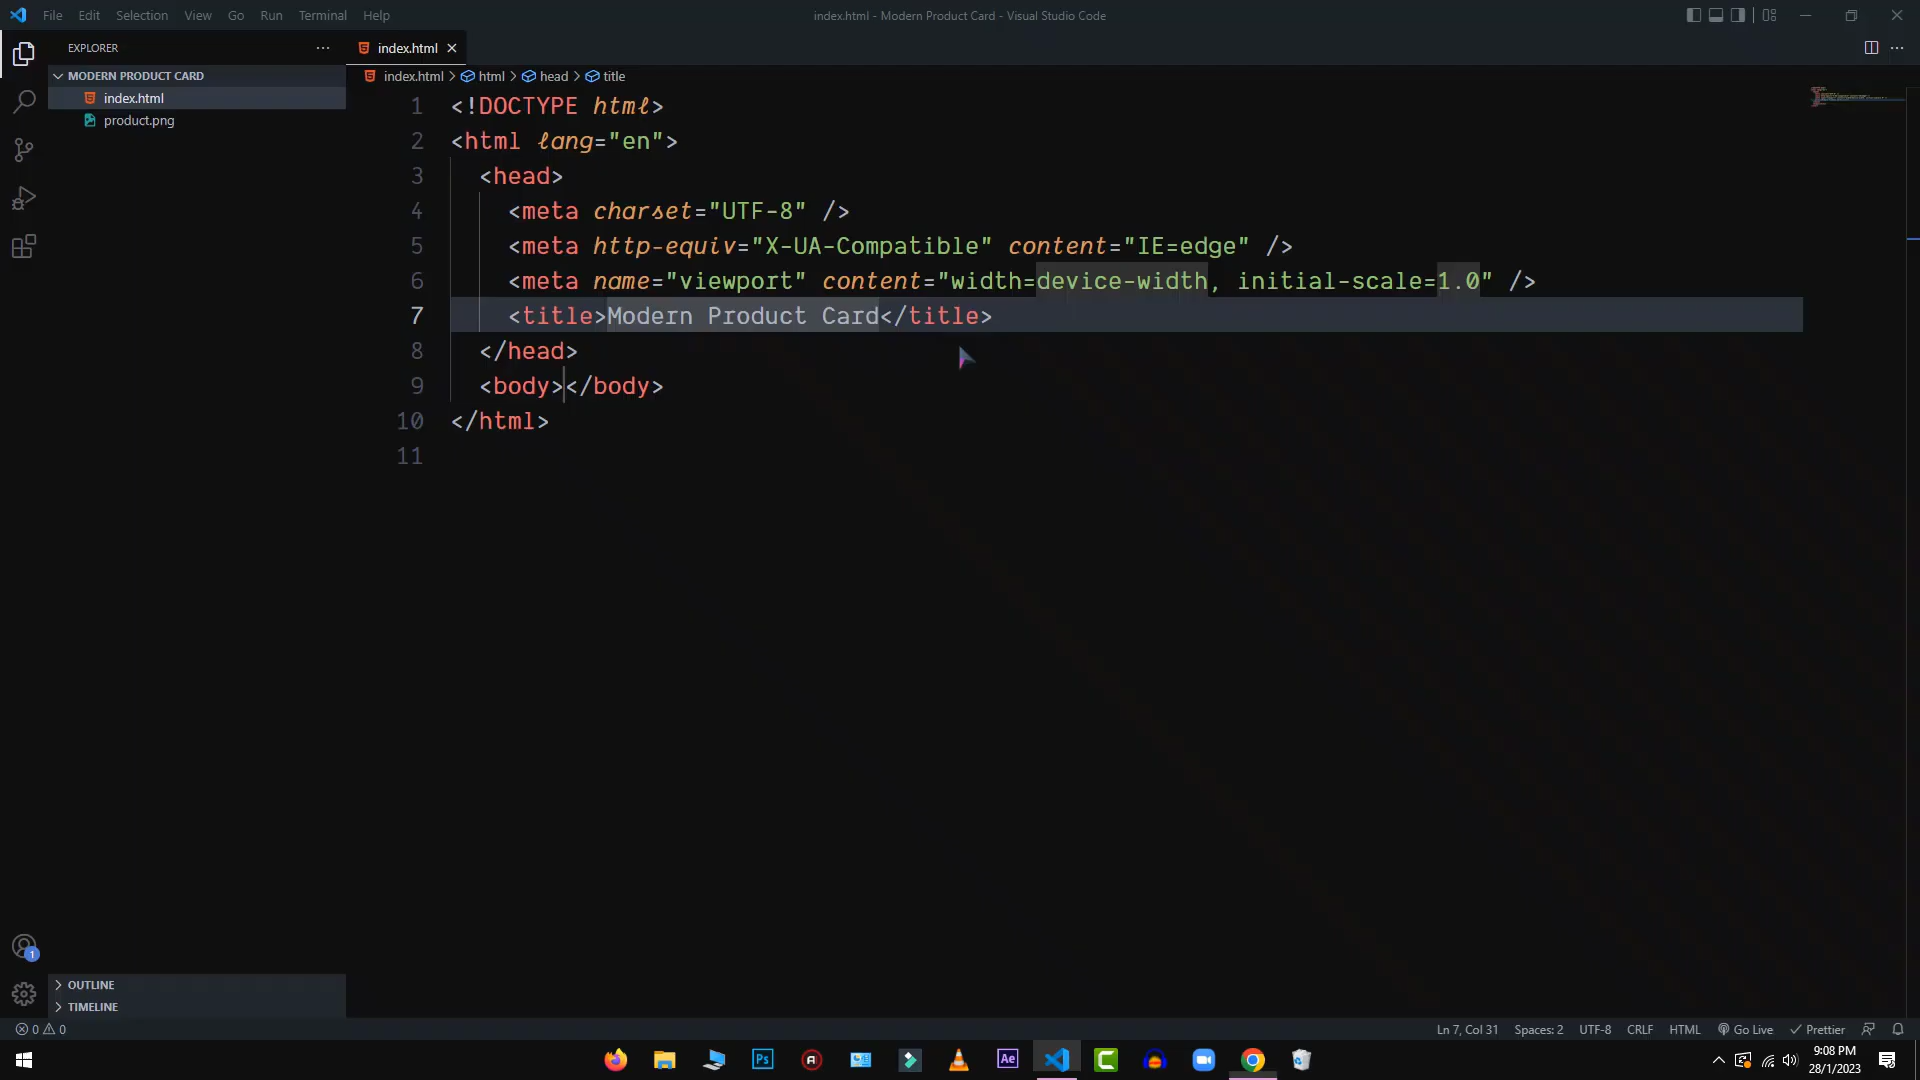 File Edit Selection View Go Run Terminal Help
index.html - Modern Product Card - Visual Studio Code
EXPLORER
index.html
MODERN PRODUCT CARD
index.html
product.png
index.html > html > head > title
1 <!DOCTYPE html>
2 <html lang="en">
3 <head>
4 <meta charset="UTF-8" />
5 <meta http-equiv="X-UA-Compatible" content="IE=edge" />
6 <meta name="viewport" content="width=device-width, initial-scale=1.0" />
7 <title>Modern Product Card</title>
8 </head>
9 <body></body>
10 </html>
11
1
OUTLINE
TIMELINE
0 0
Ln 7, Col 31 Spaces: 2 UTF-8 CRLF HTML Go Live Prettier
Ps
Ae
9:08 PM
28/1/2023